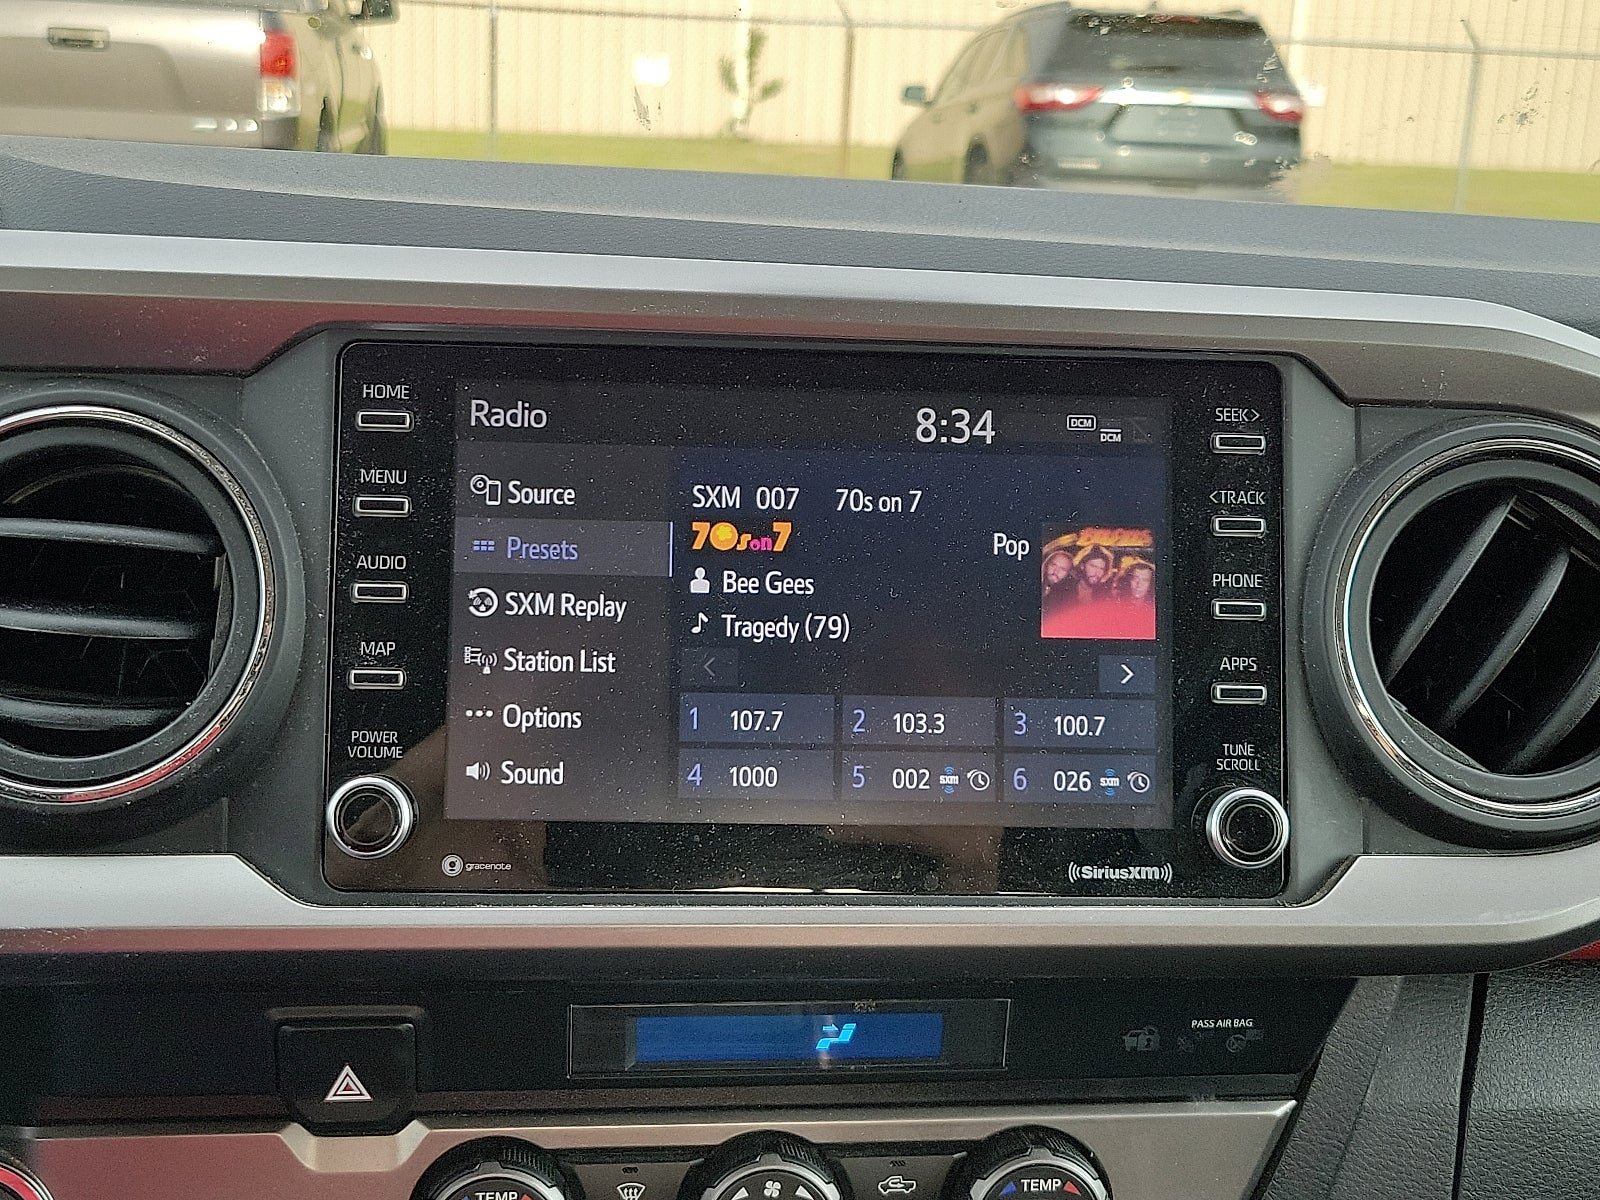 HOME
MENU
AUDIO
MAP
POWER
VOLUME
Radio
8:34
DCM
DCM
Source
Presets
SXM Replay
Station List
Options
Sound
SXM 007 70s on 7
70s on 7
Pop
Bee Gees
Tragedy (79)
< >
1 107.7 2 103.3 3 100.7
4 1000 5 002 sxm 6 026 sxm
SEEK>
<TRACK
PHONE
APPS
TUNE
SCROLL
gracenote
((SiriusXM))
PASS AIR BAG
TEMP
TEMP